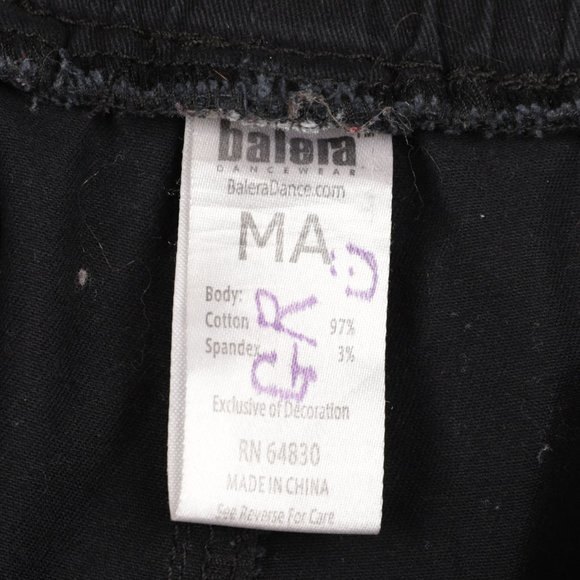 balera™
DANCEWEAR
BaleraDance.com
MA
Body:
Cotton 97%
Spandex 3%
Exclusive of Decoration
RN 64830
MADE IN CHINA
See Reverse For Care